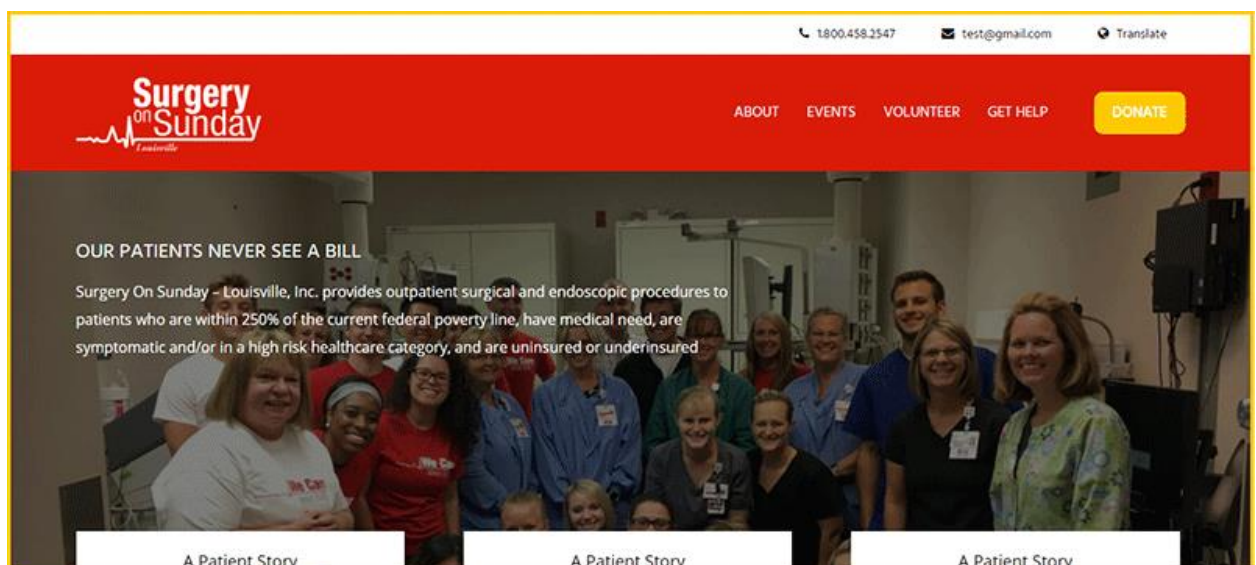 1.800.458.2547 test@gmail.com Translate
Surgery
on Sunday
Louisville
ABOUT EVENTS VOLUNTEER GET HELP DONATE
OUR PATIENTS NEVER SEE A BILL
Surgery On Sunday – Louisville, Inc. provides outpatient surgical and endoscopic procedures to
patients who are within 250% of the current federal poverty line, have medical need, are
symptomatic and/or in a high risk healthcare category, and are uninsured or underinsured
We Can
A Patient Story A Patient Story A Patient Story